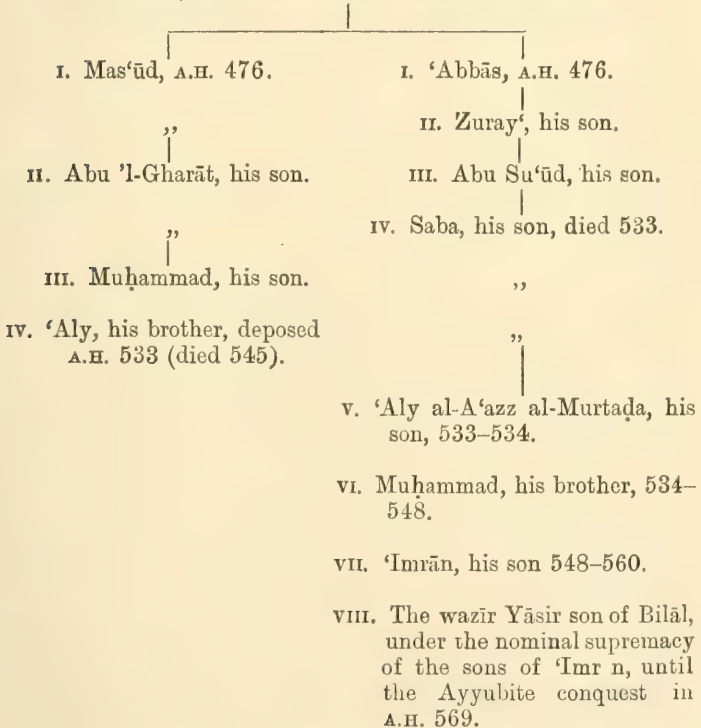 I. Mas‘ūd, A.H. 476.
,,
II. Abu ’l-Gharāt, his son.
,,
III. Muḥammad, his son.
IV. ‘Aly, his brother, deposed
A.H. 533 (died 545).
I. ‘Abbās, A.H. 476.
II. Zuray‘, his son.
III. Abu Su‘ūd, his son.
IV. Saba, his son, died 533.
,,
,,
V. ‘Aly al-A‘azz al-Murtaḍa, his
son, 533–534.
VI. Muḥammad, his brother, 534–
548.
VII. ‘Imrān, his son 548–560.
VIII. The wazīr Yāsir son of Bilāl,
under the nominal supremacy
of the sons of ‘Imr n, until
the Ayyubite conquest in
A.H. 569.